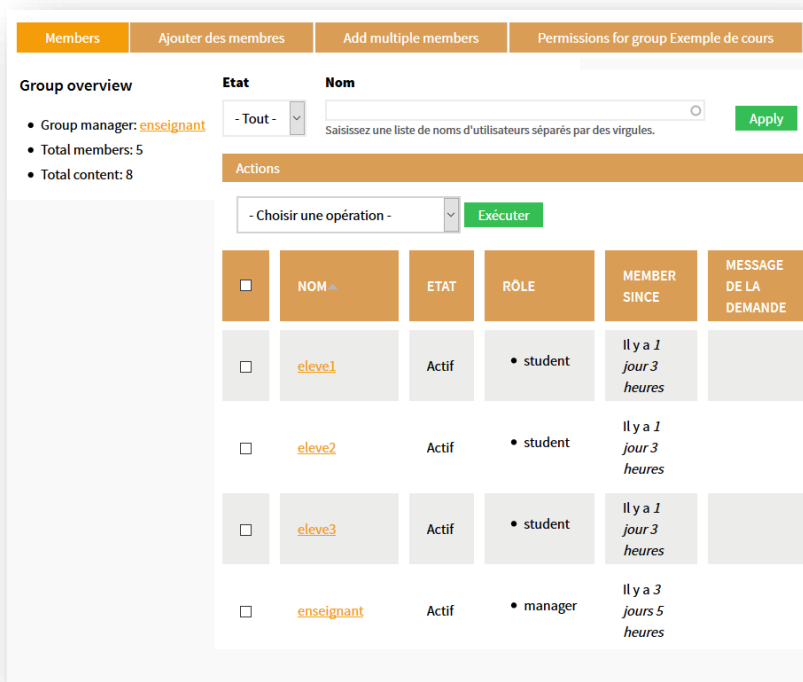 Members
Ajouter des membres
Add multiple members
Permissions for group Exemple de cours
Group overview
Group manager: enseignant
Total members: 5
Total content: 8
Etat
Nom
- Tout -
Saisissez une liste de noms d'utilisateurs séparés par des virgules.
Apply
Actions
- Choisir une opération -
Exécuter
NOM
ETAT
RÔLE
MEMBER
SINCE
MESSAGE
DE LA
DEMANDE
eleve1
Actif
student
Il y a 1
jour 3
heures
eleve2
Actif
student
Il y a 1
jour 3
heures
eleve3
Actif
student
Il y a 1
jour 3
heures
enseignant
Actif
manager
Il y a 3
jours 5
heures